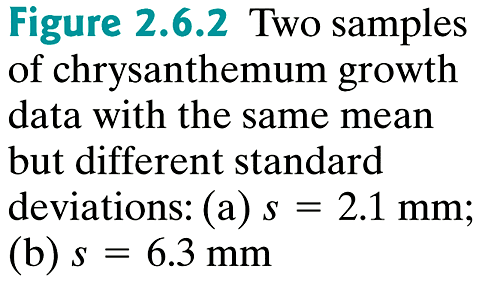 Figure 2.6.2 Two samples
of chrysanthemum growth
data with the same mean
but different standard
deviations: (a) s = 2.1 mm;
(b) s = 6.3 mm